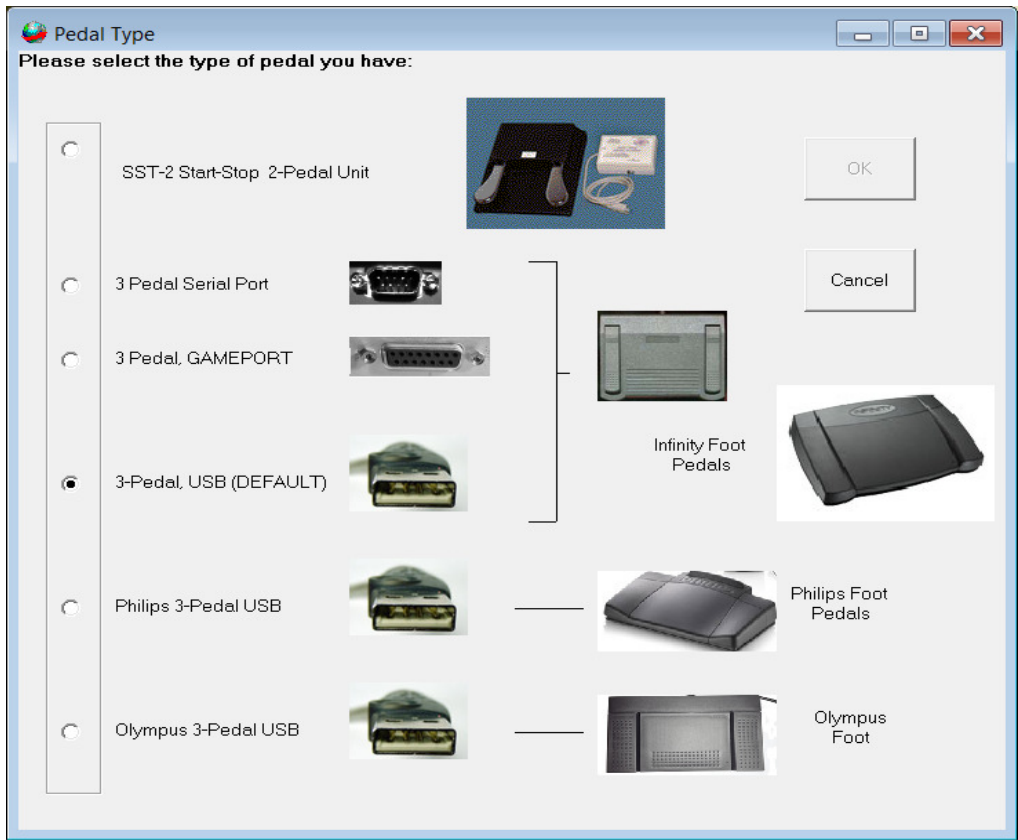 Pedal Type
Please select the type of pedal you have:
SST-2 Start-Stop 2-Pedal Unit
OK
3 Pedal Serial Port
Cancel
3 Pedal, GAMEPORT
INFINITY
Infinity Foot
Pedals
3-Pedal, USB (DEFAULT)
Philips 3-Pedal USB
Philips Foot
Pedals
Olympus 3-Pedal USB
Olympus
Foot